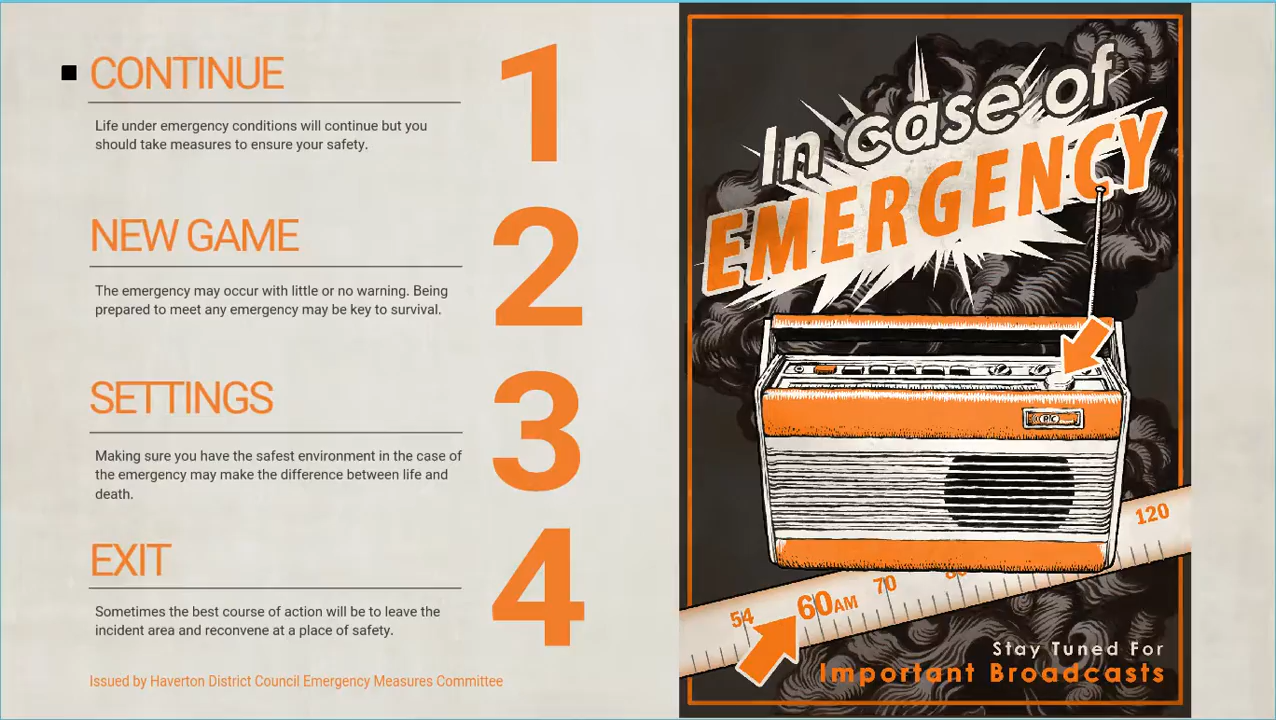 CONTINUE
1
Life under emergency conditions will continue but you
should take measures to ensure your safety.
NEW GAME
2
The emergency may occur with little or no warning. Being
prepared to meet any emergency may be key to survival.
SETTINGS
3
Making sure you have the safest environment in the case of
the emergency may make the difference between life and
death.
EXIT
4
Sometimes the best course of action will be to leave the
incident area and reconvene at a place of safety.
Issued by Haverton District Council Emergency Measures Committee
In case of
EMERGENCY
54 60AM 70 120
Stay Tuned For
Important Broadcasts